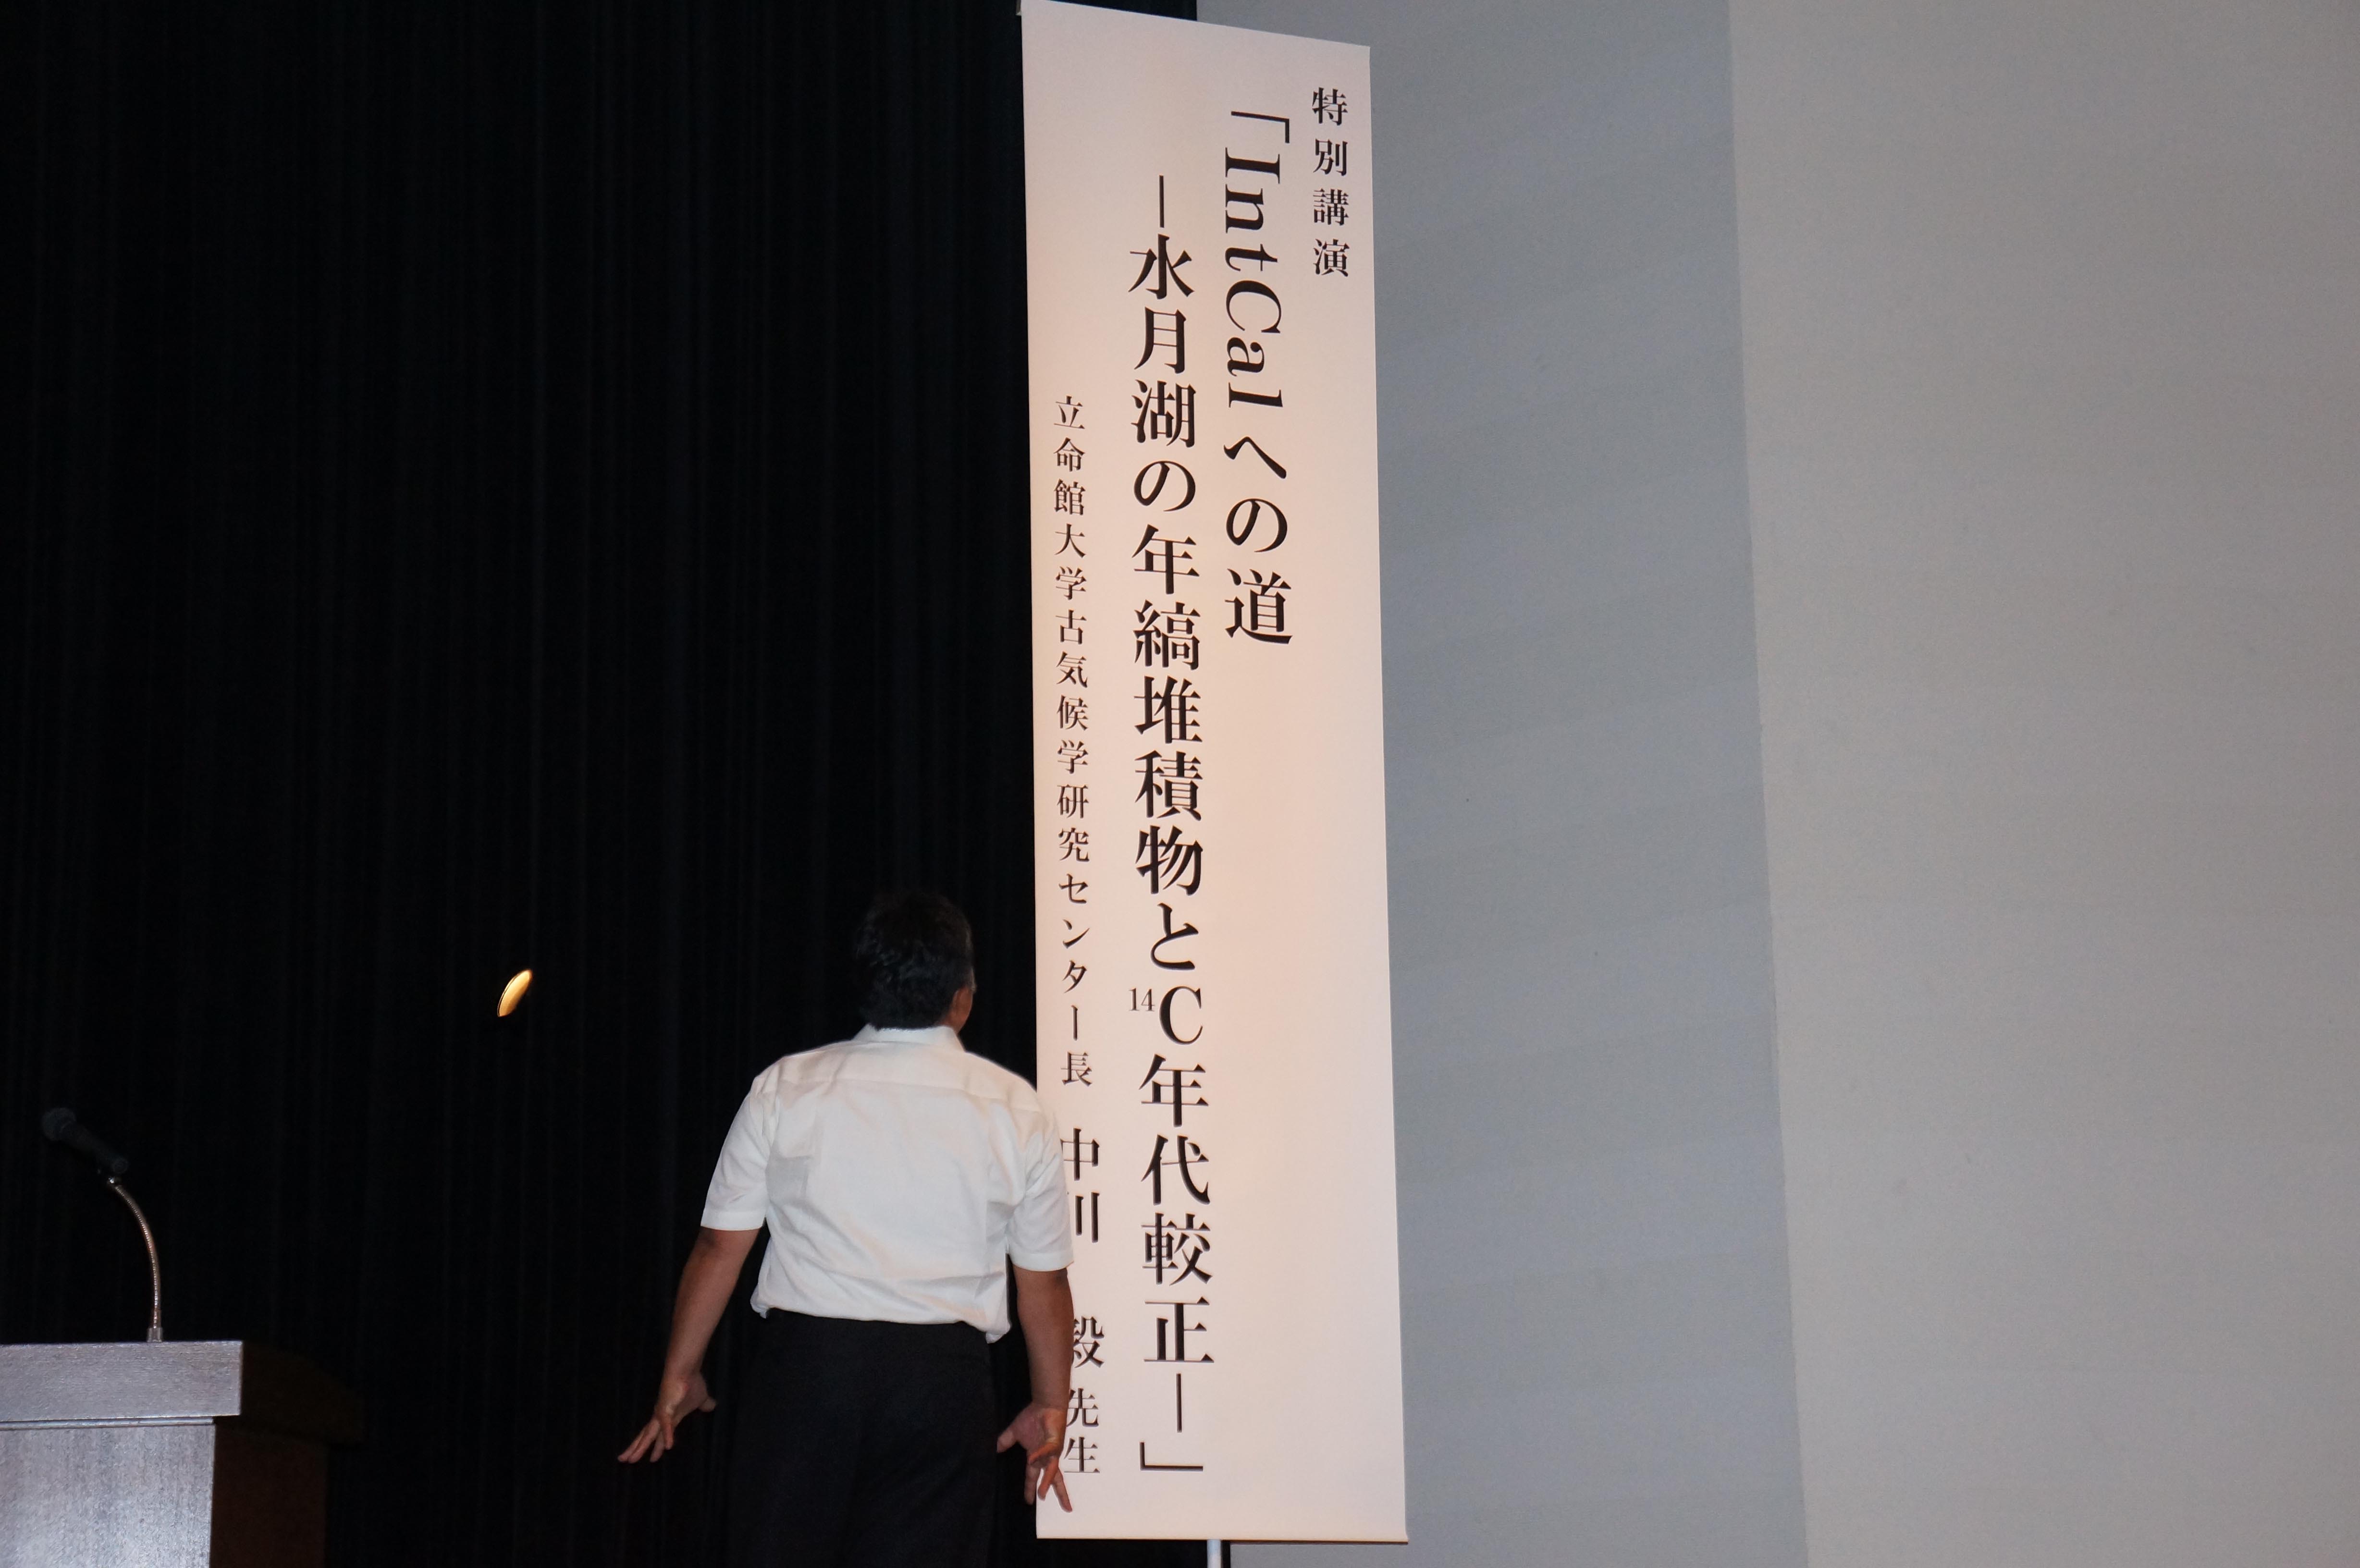 特別講演
「IntCalへの道
―水月湖の年縞堆積物と¹⁴C年代較正―」
立命館大学古気候学研究センター長 中川 毅先生